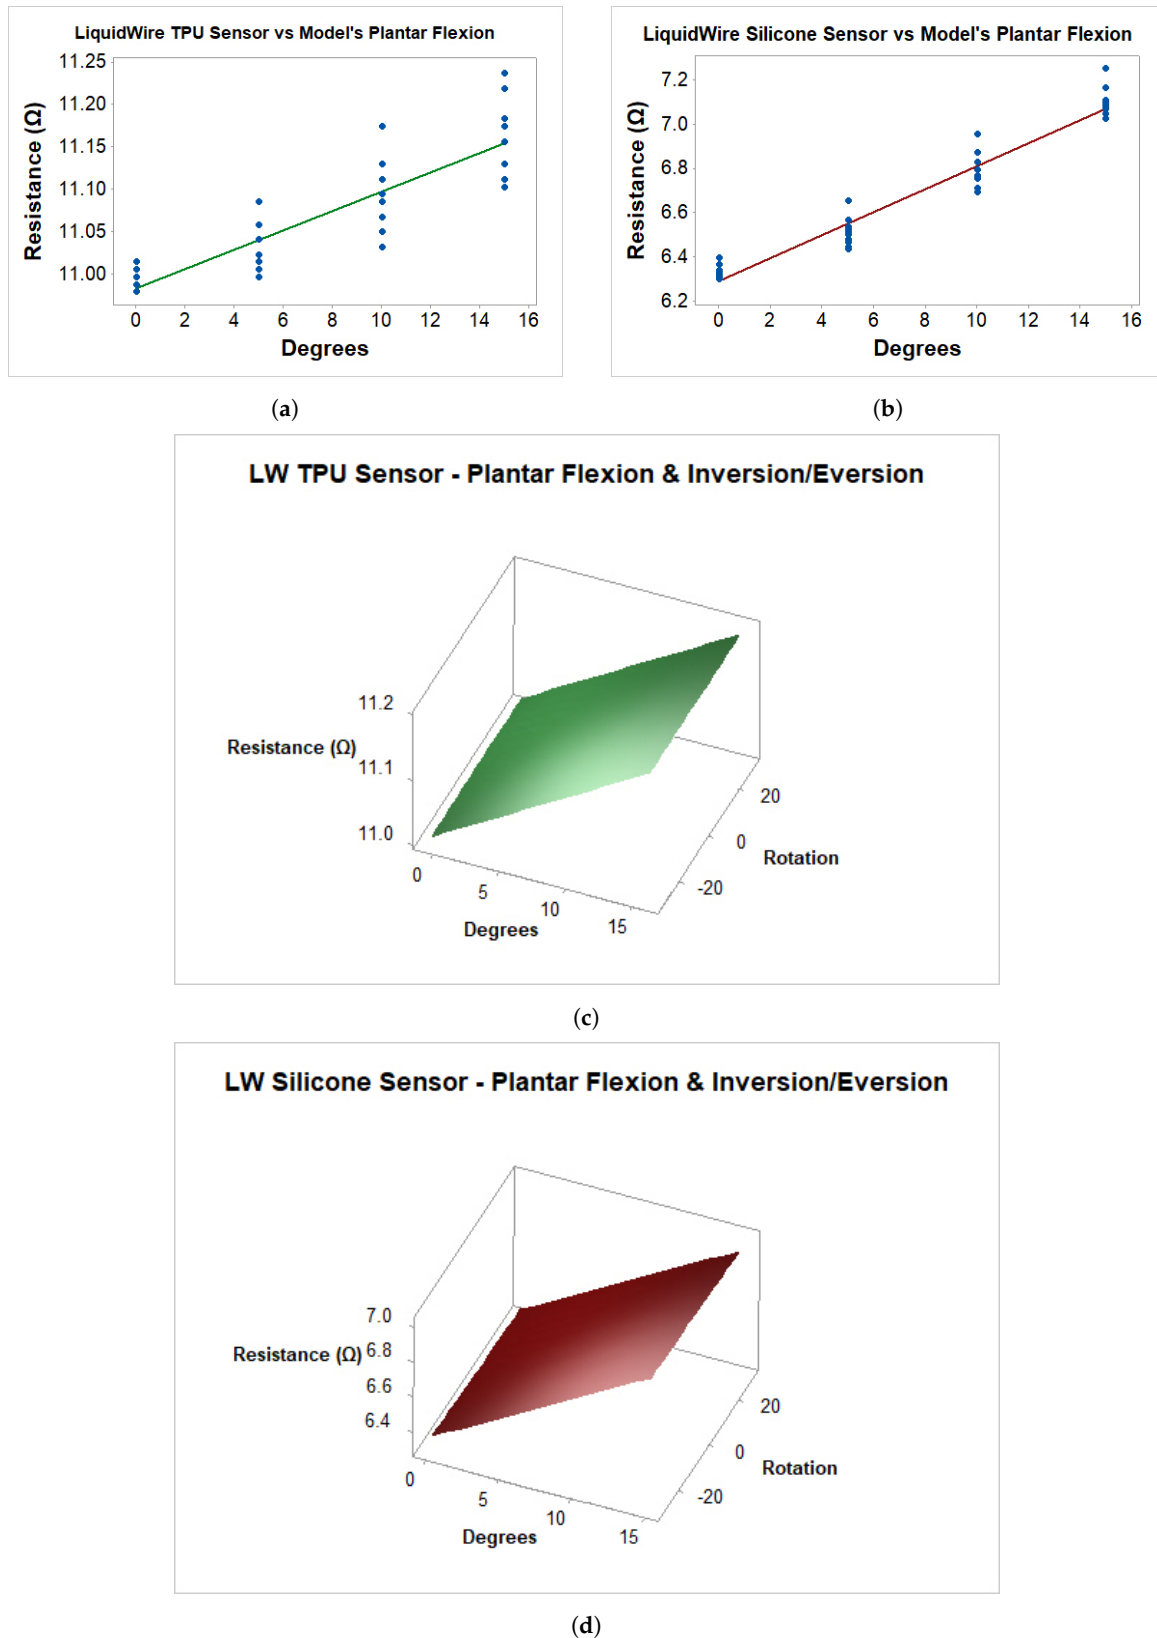 LiquidWire TPU Sensor vs Model's Plantar Flexion
11.25
11.20
11.15
11.10
11.05
11.00
Resistance (Ω)
0 2 4 6 8 10 12 14 16
Degrees
(a)
LiquidWire Silicone Sensor vs Model's Plantar Flexion
7.2
7.0
6.8
6.6
6.4
6.2
Resistance (Ω)
0 2 4 6 8 10 12 14 16
Degrees
(b)
LW TPU Sensor - Plantar Flexion & Inversion/Eversion
11.2
Resistance (Ω)
11.1
11.0
0
5
10
15
Degrees
20
0
-20
Rotation
(c)
LW Silicone Sensor - Plantar Flexion & Inversion/Eversion
7.0
6.8
Resistance (Ω)
6.6
6.4
0
5
10
15
Degrees
20
0
-20
Rotation
(d)